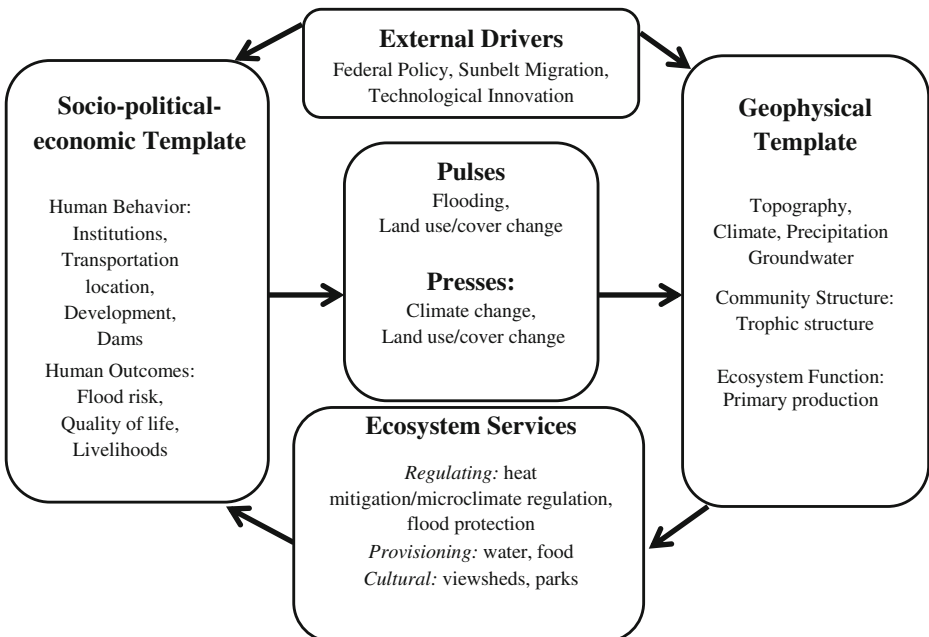 External Drivers
Federal Policy, Sunbelt Migration,
Technological Innovation
Socio-political-
economic Template
Human Behavior:
Institutions,
Transportation
location,
Development,
Dams
Human Outcomes:
Flood risk,
Quality of life,
Livelihoods
Pulses
Flooding,
Land use/cover change
Presses:
Climate change,
Land use/cover change
Geophysical
Template
Topography,
Climate, Precipitation
Groundwater
Community Structure:
Trophic structure
Ecosystem Function:
Primary production
Ecosystem Services
Regulating: heat
mitigation/microclimate regulation,
flood protection
Provisioning: water, food
Cultural: viewsheds, parks